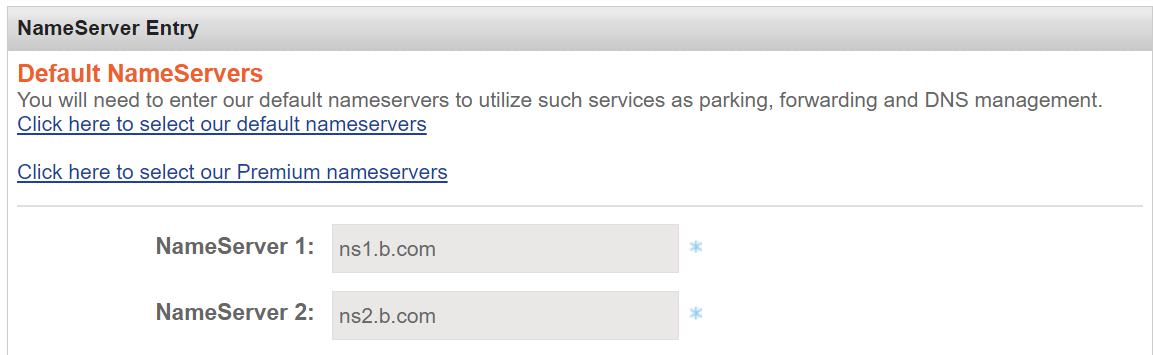 NameServer Entry
Default NameServers
You will need to enter our default nameservers to utilize such services as parking, forwarding and DNS management.
Click here to select our default nameservers
Click here to select our Premium nameservers
NameServer 1: ns1.b.com *
NameServer 2: ns2.b.com *